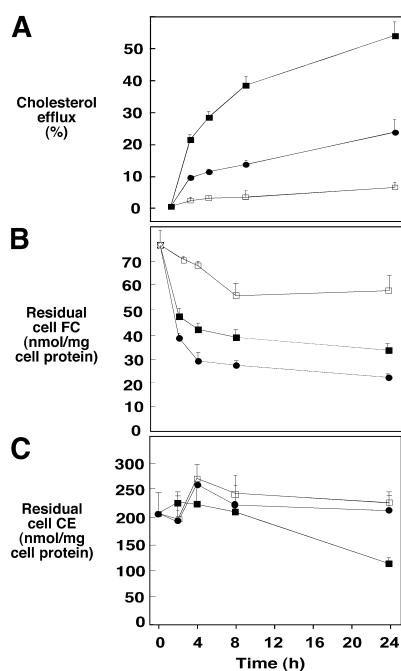 A
Cholesterol
efflux
(%)
50
40
30
20
10
0
B
Residual
cell FC
(nmol/mg
cell protein)
70
60
50
40
30
20
10
0
C
Residual
cell CE
(nmol/mg
cell protein)
300
250
200
150
100
50
0
0 4 8 12 16 20 24
Time (h)